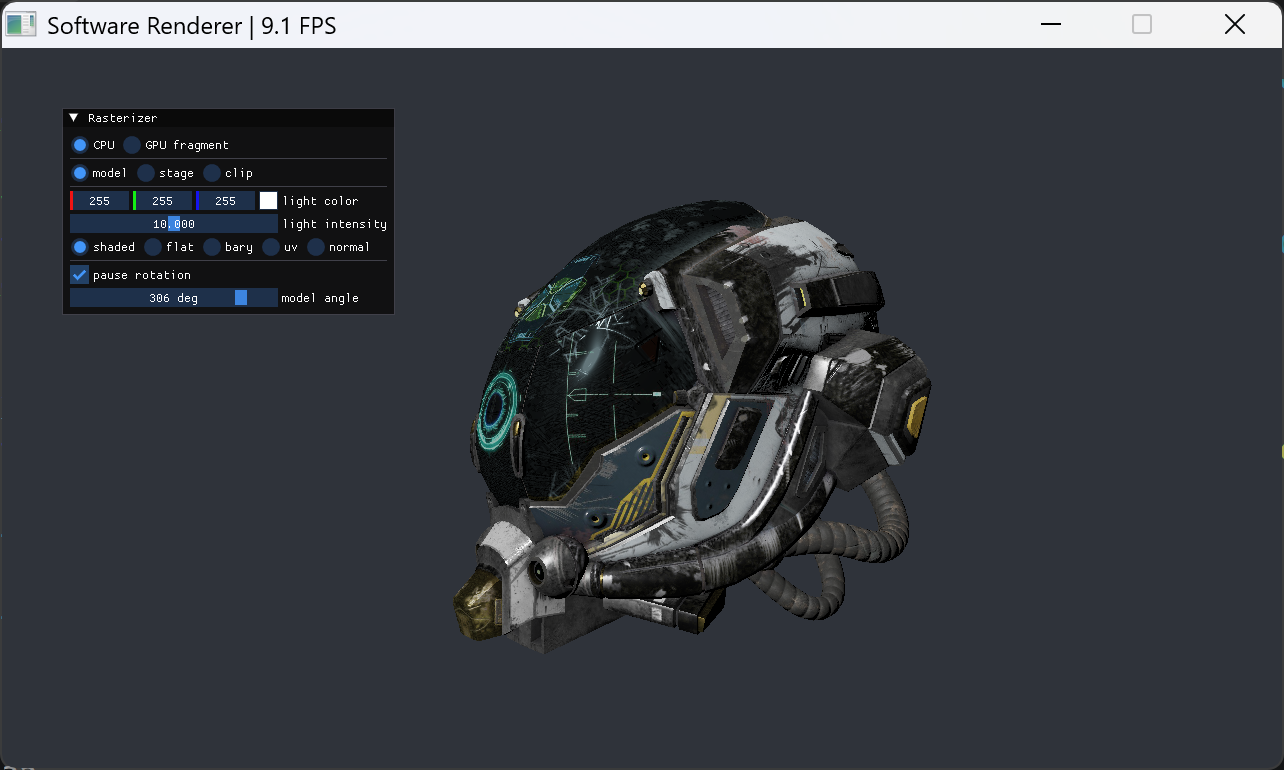 Software Renderer | 9.1 FPS
Rasterizer
CPU GPU fragment
model stage clip
255 255 255 light color
10.000 light intensity
shaded flat bary uv normal
pause rotation
306 deg model angle